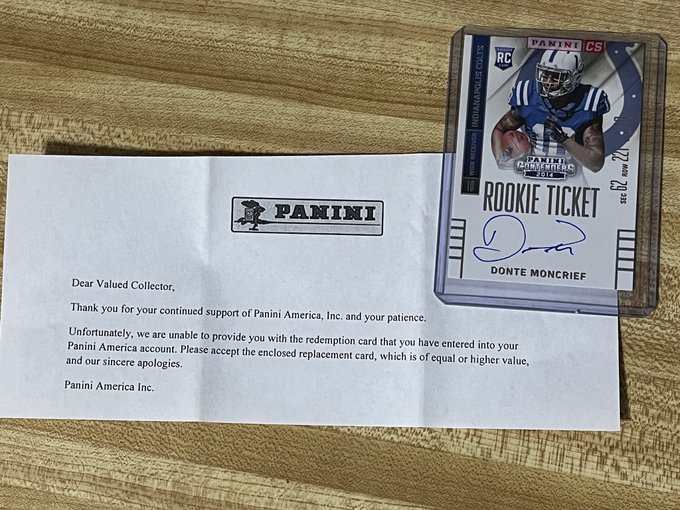 PANINI
Dear Valued Collector,
Thank you for your continued support of Panini America, Inc. and your patience.
Unfortunately, we are unable to provide you with the redemption card that you have entered into your
Panini America account. Please accept the enclosed replacement card, which is of equal or higher value,
and our sincere apologies.
Panini America Inc.
PANINI CS
RC
WIDE RECEIVER
INDIANAPOLIS COLTS
PANINI
CONTENDERS
2014
ROOKIE TICKET
DONTE MONCRIEF
122 ROW 29 SEC